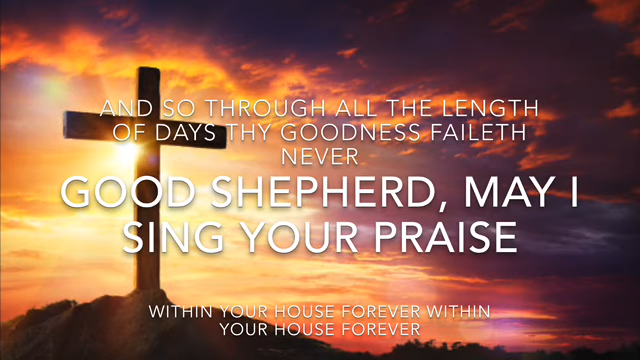 AND SO THROUGH ALL THE LENGTH
OF DAYS THY GOODNESS FAILETH
NEVER
GOOD SHEPHERD, MAY I
SING YOUR PRAISE
WITHIN YOUR HOUSE FOREVER WITHIN
YOUR HOUSE FOREVER